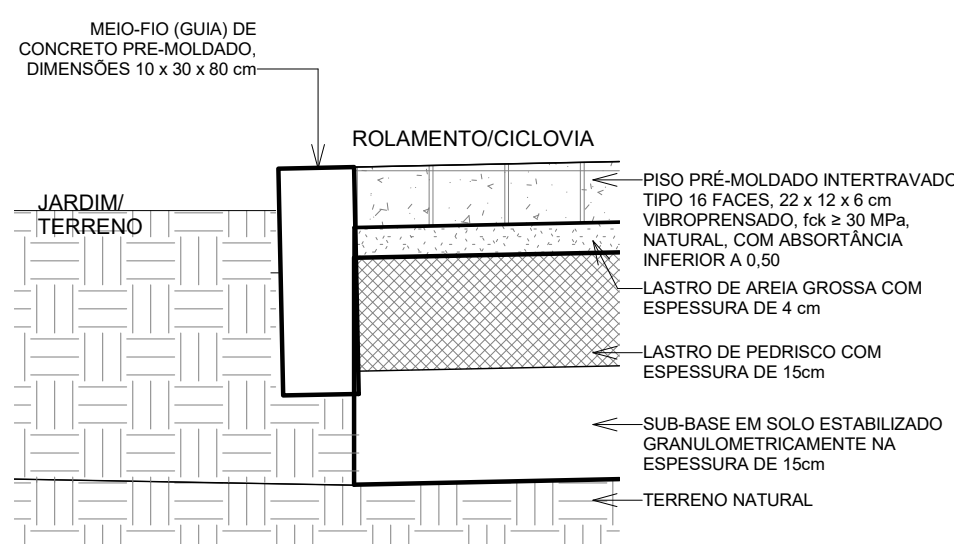 MEIO-FIO (GUIA) DE
CONCRETO PRE-MOLDADO,
DIMENSÕES 10 x 30 x 80 cm
ROLAMENTO/CICLOVIA
JARDIM/
TERRENO
PISO PRÉ-MOLDADO INTERTRAVADO
TIPO 16 FACES, 22 x 12 x 6 cm
VIBROPRENSADO, fck ≥ 30 MPa,
NATURAL, COM ABSORTÂNCIA
INFERIOR A 0,50
LASTRO DE AREIA GROSSA COM
ESPESSURA DE 4 cm
LASTRO DE PEDRISCO COM
ESPESSURA DE 15cm
SUB-BASE EM SOLO ESTABILIZADO
GRANULOMETRICAMENTE NA
ESPESSURA DE 15cm
TERRENO NATURAL